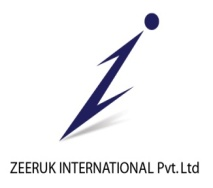 ZEERUK INTERNATIONAL Pvt. Ltd